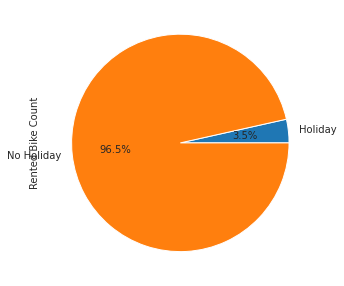 Holiday
3.5%
96.5%
No Holiday
Rented Bike Count